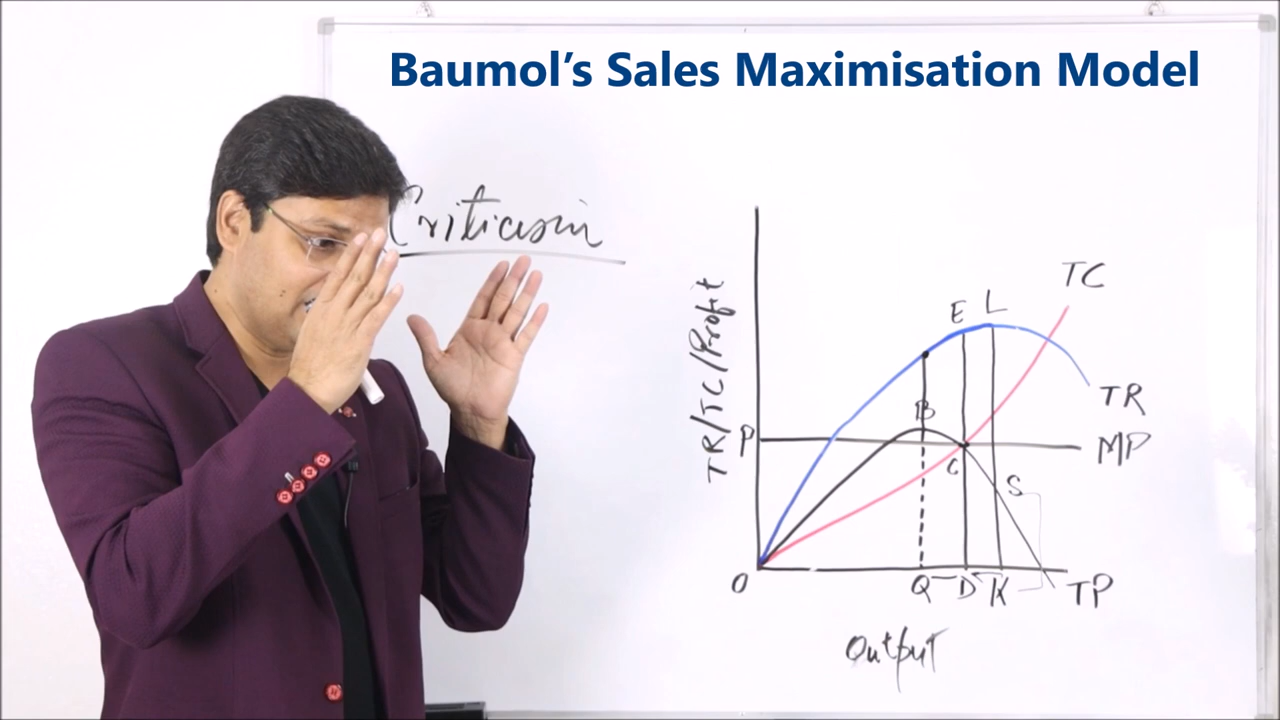 Baumol's Sales Maximisation Model
Criticism
TR/TC/Profit
TC
E L
TR
B
P
MP
C
S
O
Q D K
TP
Output